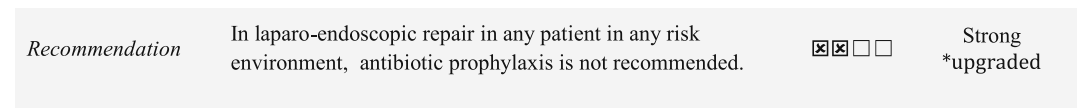 Recommendation
In laparo-endoscopic repair in any patient in any risk
environment, antibiotic prophylaxis is not recommended.
☒☒☐☐
Strong
*upgraded